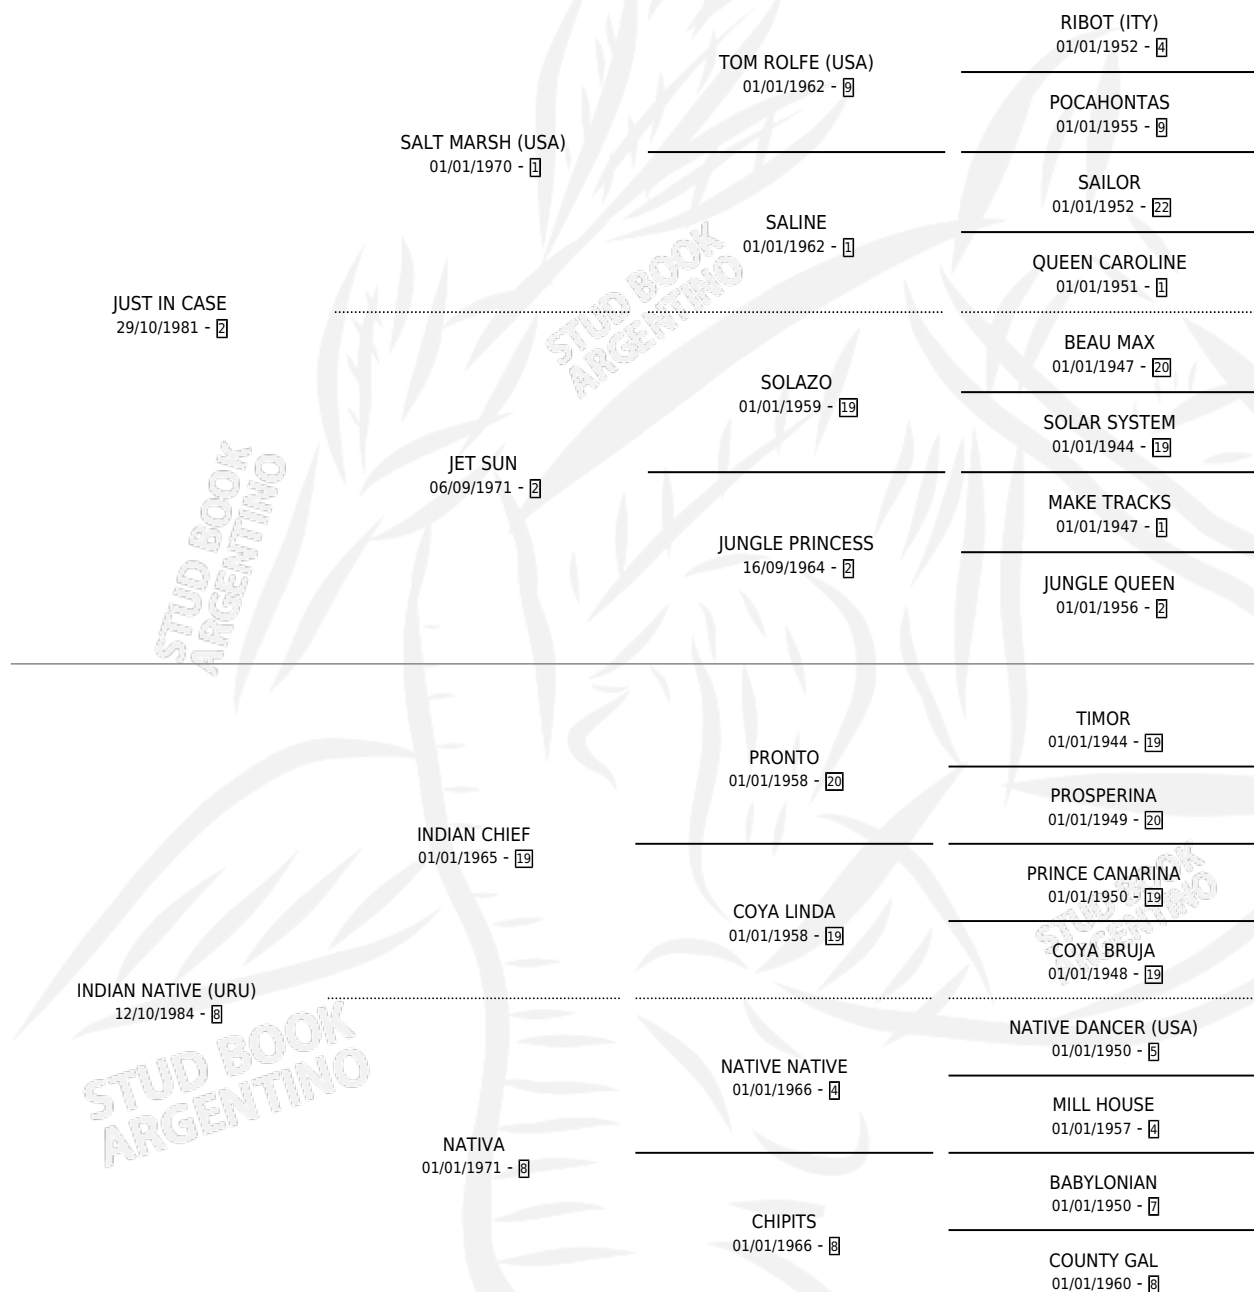 RIBOT (ITY)
01/01/1952 - 4
TOM ROLFE (USA)
01/01/1962 - 9
POCAHONTAS
01/01/1955 - 9
SALT MARSH (USA)
01/01/1970 - 1
SAILOR
01/01/1952 - 22
SALINE
01/01/1962 - 1
QUEEN CAROLINE
01/01/1951 - 1
STUD BOOK
ARGENTINO
JUST IN CASE
29/10/1981 - 2
BEAU MAX
01/01/1947 - 20
SOLAZO
01/01/1959 - 19
SOLAR SYSTEM
01/01/1944 - 19
JET SUN
06/09/1971 - 2
MAKE TRACKS
01/01/1947 - 1
JUNGLE PRINCESS
16/09/1964 - 2
JUNGLE QUEEN
01/01/1956 - 2
STUD BOOK
ARGENTINO
TIMOR
01/01/1944 - 19
PRONTO
01/01/1958 - 20
PROSPERINA
01/01/1949 - 20
INDIAN CHIEF
01/01/1965 - 19
PRINCE CANARINA
01/01/1950 - 19
COYA LINDA
01/01/1958 - 19
COYA BRUJA
01/01/1948 - 19
STUD BOOK
ARGENTINO
INDIAN NATIVE (URU)
12/10/1984 - 8
NATIVE DANCER (USA)
01/01/1950 - 5
NATIVE NATIVE
01/01/1966 - 4
MILL HOUSE
01/01/1957 - 4
STUD BOOK
ARGENTINO
NATIVA
01/01/1971 - 8
BABYLONIAN
01/01/1950 - 7
CHIPITS
01/01/1966 - 8
COUNTY GAL
01/01/1960 - 8